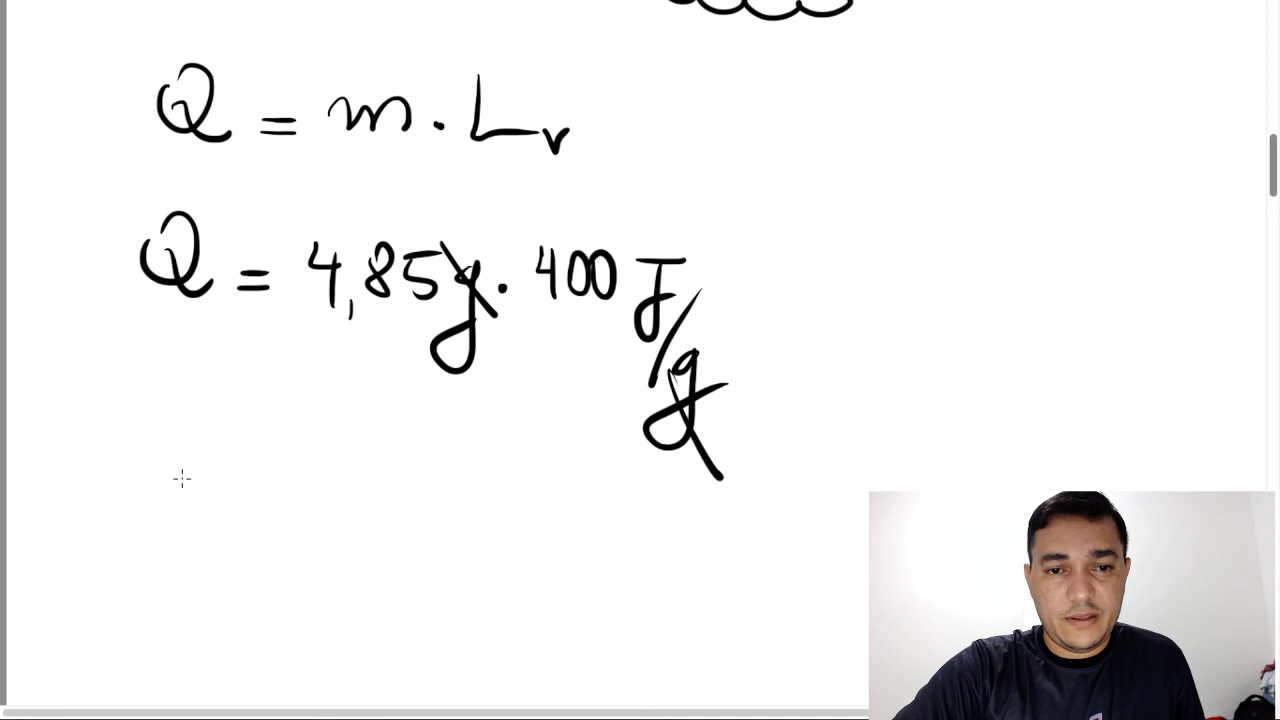 Q = m . Lv
Q = 4,85g . 400 J/g